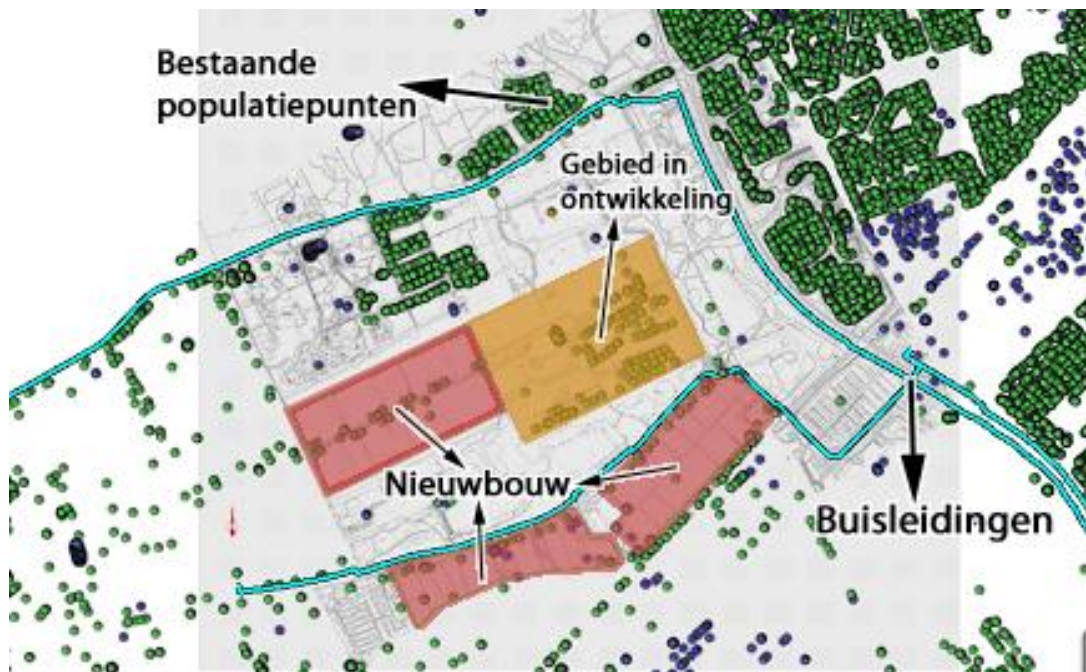 Bestaande
populatiepunten
Gebied in
ontwikkeling
Nieuwbouw
Buisleidingen